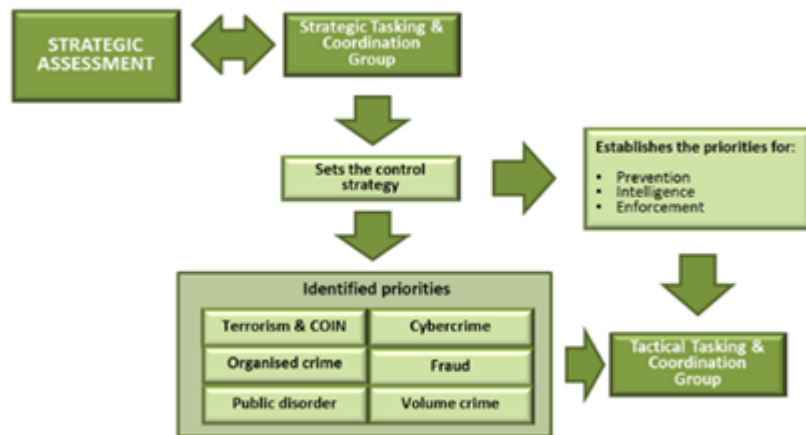 STRATEGIC
ASSESSMENT
Strategic Tasking &
Coordination
Group
Sets the control
strategy
Establishes the priorities for:
• Prevention
• Intelligence
• Enforcement
Identified priorities
Terrorism & COIN
Cybercrime
Organised crime
Fraud
Public disorder
Volume crime
Tactical Tasking &
Coordination
Group